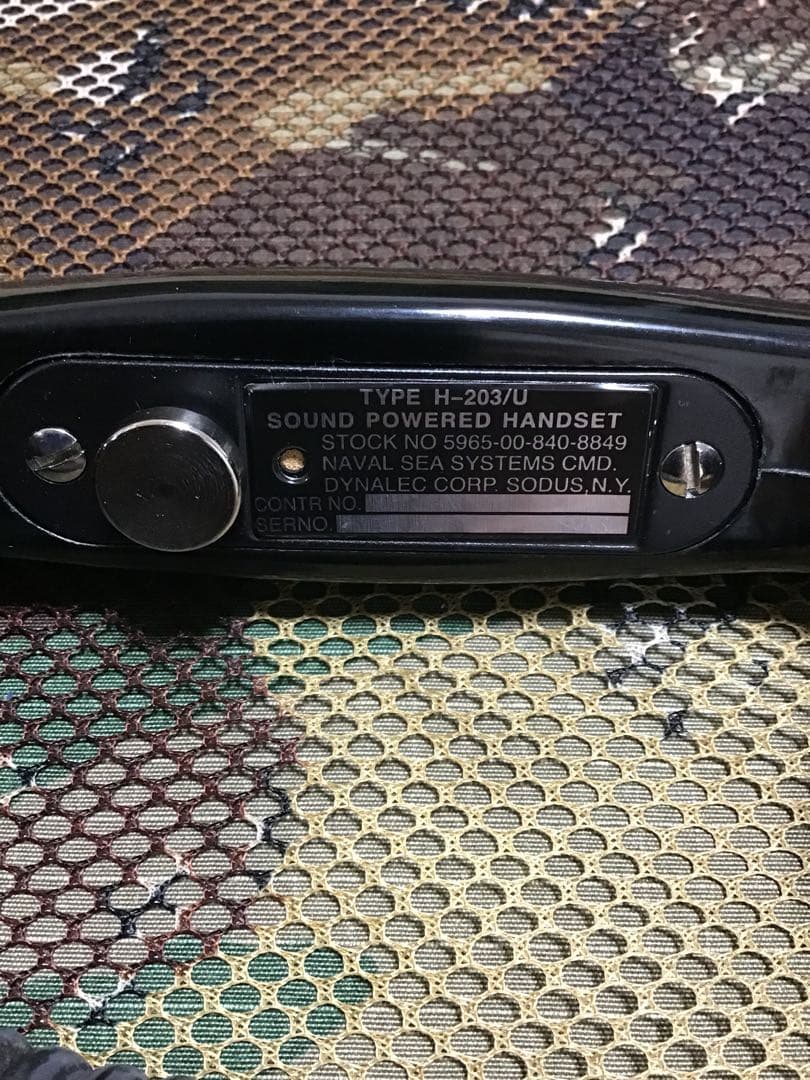 TYPE H-203/U
SOUND POWERED HANDSET
STOCK NO 5965-00-840-8849
NAVAL SEA SYSTEMS CMD.
DYNALEC CORP. SODUS, N.Y.
CONTR NO.
SERNO.